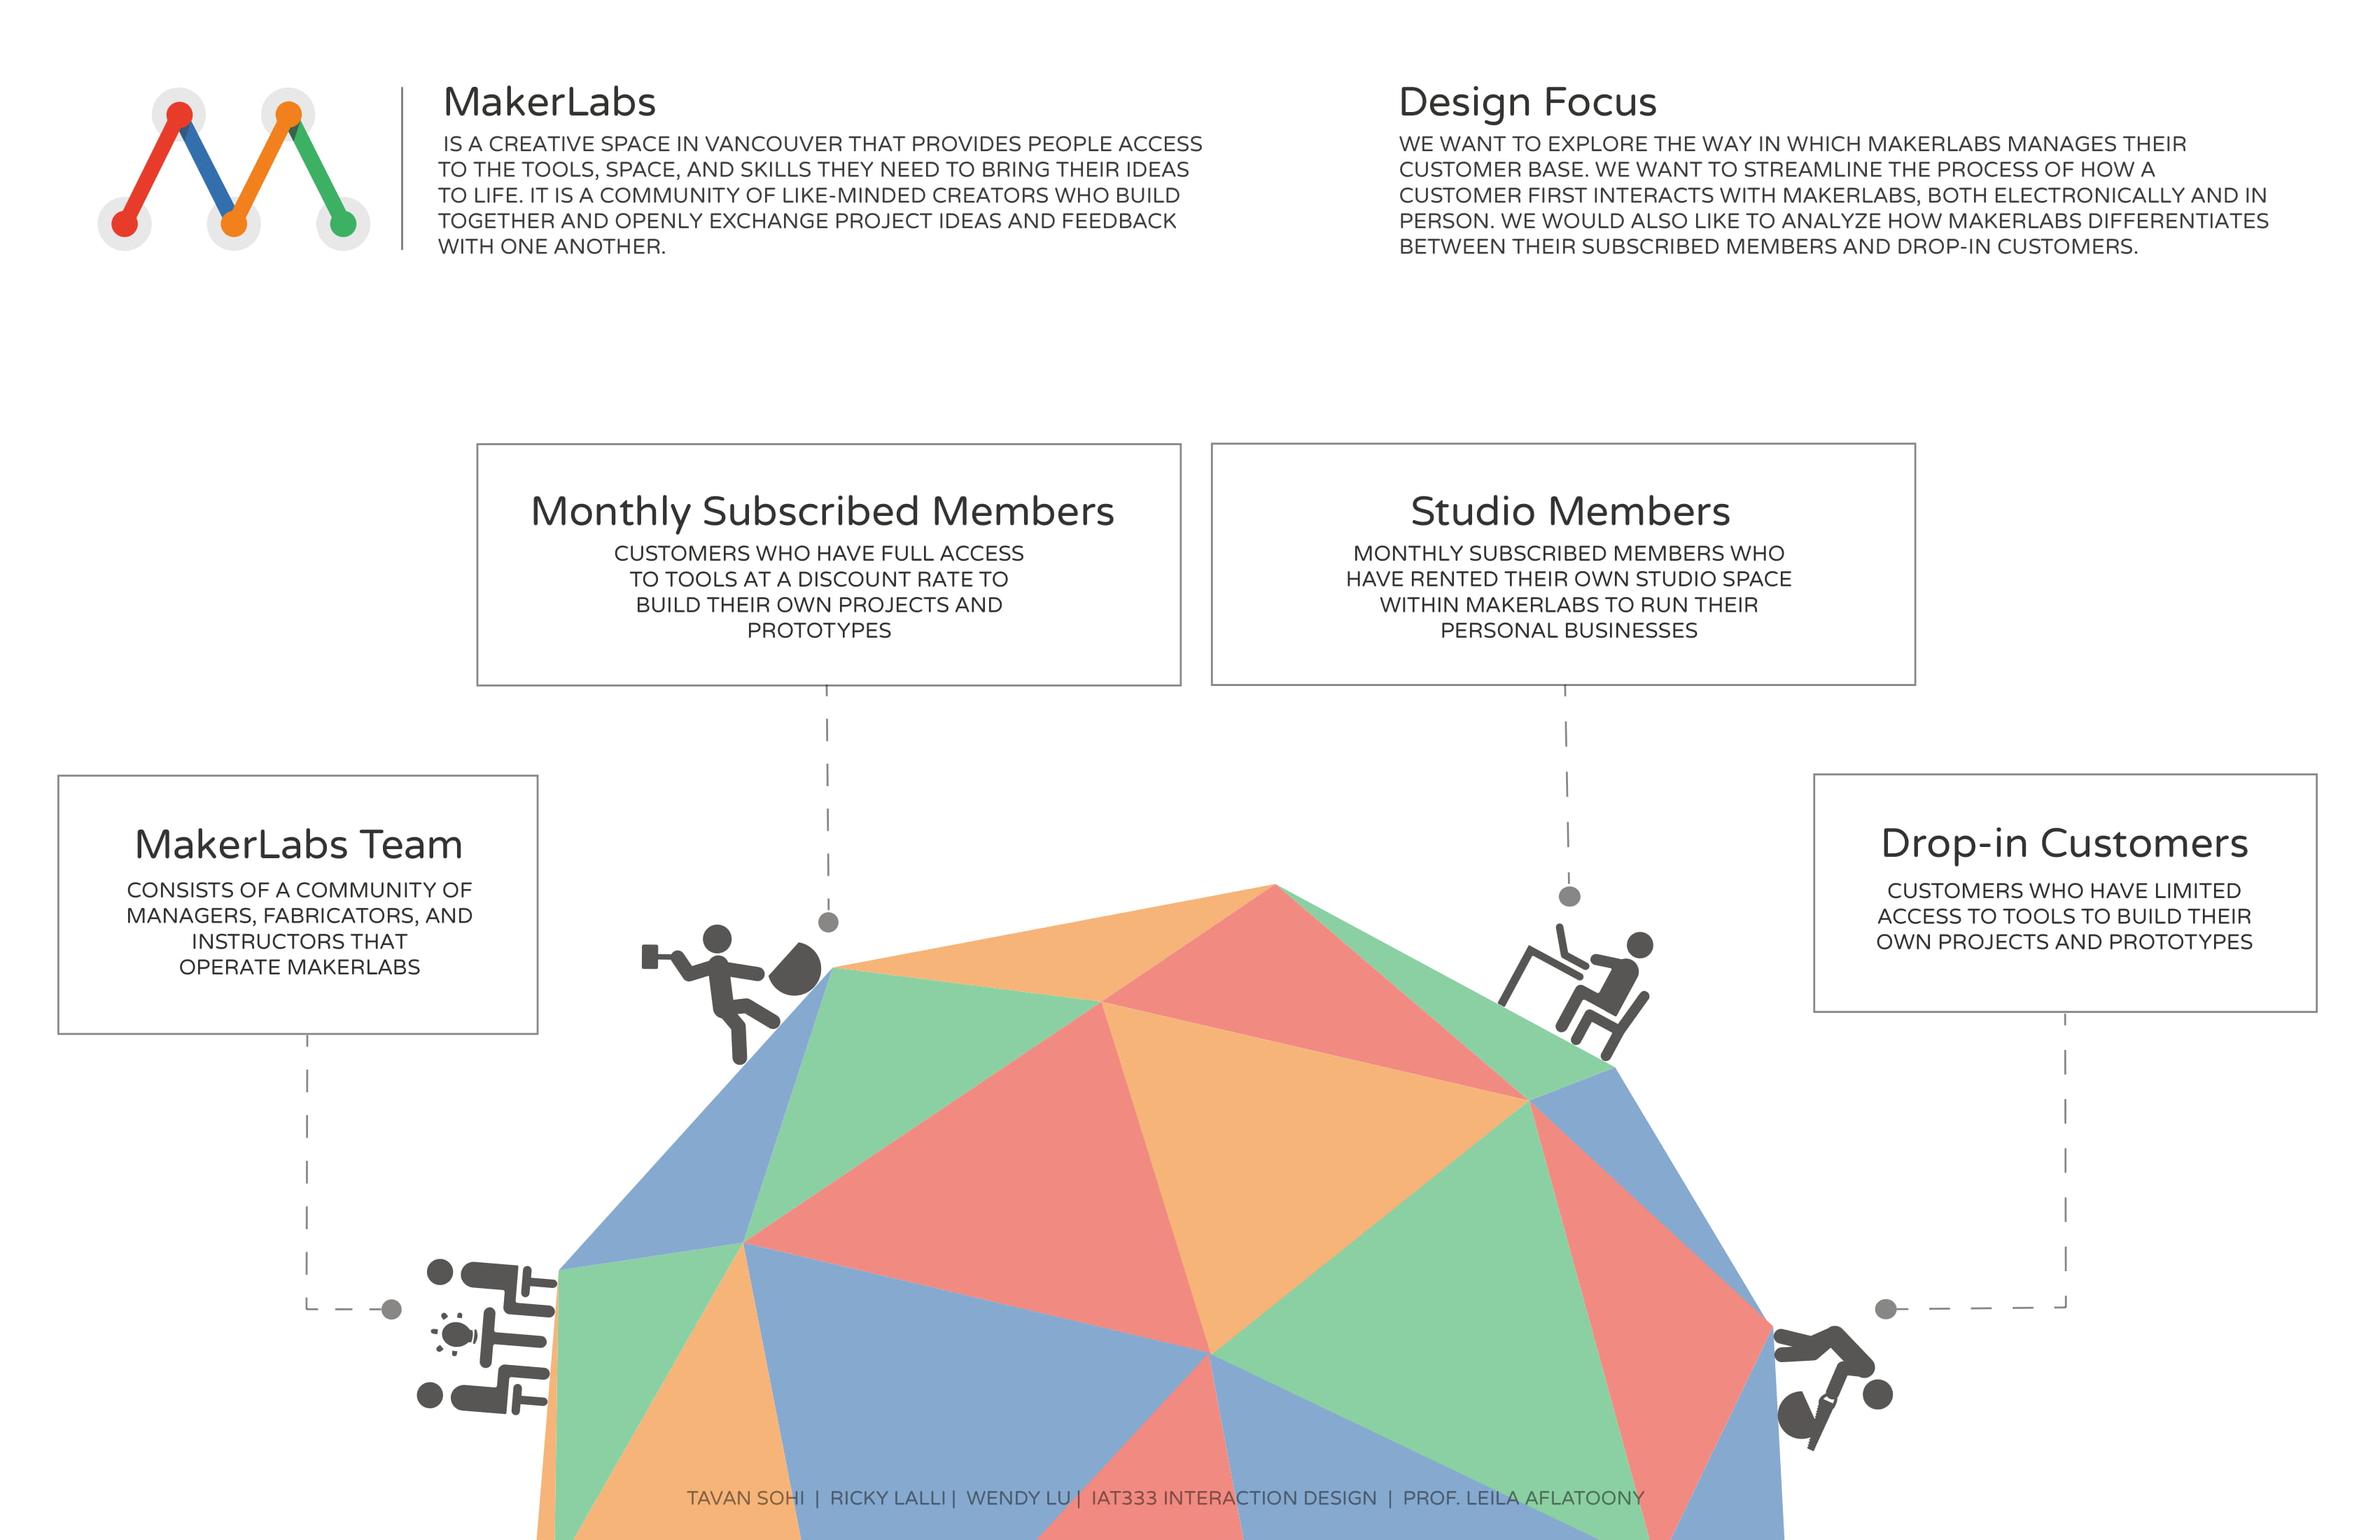 MakerLabs
IS A CREATIVE SPACE IN VANCOUVER THAT PROVIDES PEOPLE ACCESS
TO THE TOOLS, SPACE, AND SKILLS THEY NEED TO BRING THEIR IDEAS
TO LIFE. IT IS A COMMUNITY OF LIKE-MINDED CREATORS WHO BUILD
TOGETHER AND OPENLY EXCHANGE PROJECT IDEAS AND FEEDBACK
WITH ONE ANOTHER.
Design Focus
WE WANT TO EXPLORE THE WAY IN WHICH MAKERLABS MANAGES THEIR
CUSTOMER BASE. WE WANT TO STREAMLINE THE PROCESS OF HOW A
CUSTOMER FIRST INTERACTS WITH MAKERLABS, BOTH ELECTRONICALLY AND IN
PERSON. WE WOULD ALSO LIKE TO ANALYZE HOW MAKERLABS DIFFERENTIATES
BETWEEN THEIR SUBSCRIBED MEMBERS AND DROP-IN CUSTOMERS.
Monthly Subscribed Members
CUSTOMERS WHO HAVE FULL ACCESS
TO TOOLS AT A DISCOUNT RATE TO
BUILD THEIR OWN PROJECTS AND
PROTOTYPES
Studio Members
MONTHLY SUBSCRIBED MEMBERS WHO
HAVE RENTED THEIR OWN STUDIO SPACE
WITHIN MAKERLABS TO RUN THEIR
PERSONAL BUSINESSES
MakerLabs Team
CONSISTS OF A COMMUNITY OF
MANAGERS, FABRICATORS, AND
INSTRUCTORS THAT
OPERATE MAKERLABS
Drop-in Customers
CUSTOMERS WHO HAVE LIMITED
ACCESS TO TOOLS TO BUILD THEIR
OWN PROJECTS AND PROTOTYPES
TAVAN SOHI | RICKY LALLI | WENDY LU | IAT333 INTERACTION DESIGN | PROF. LEILA AFLATOONY